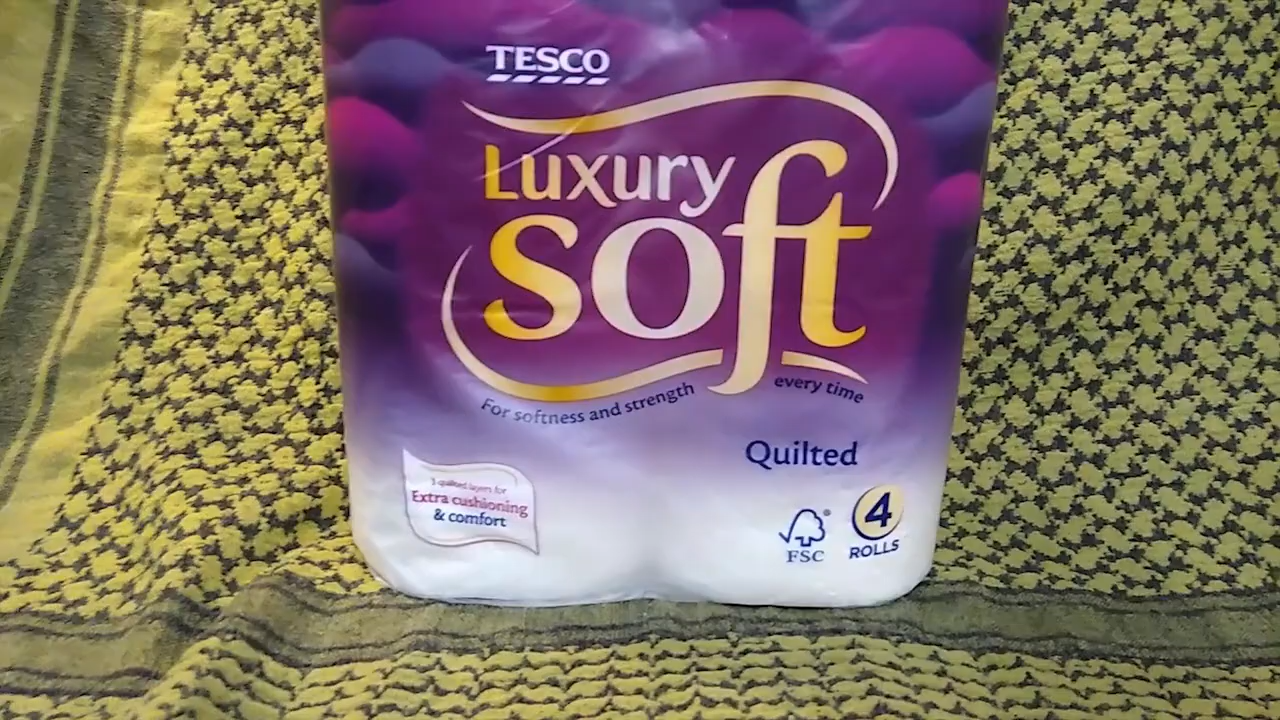 TESCO
Luxury
soft
For softness and strength every time
Quilted
3 quilted layers for
Extra cushioning
& comfort
FSC®
4
ROLLS